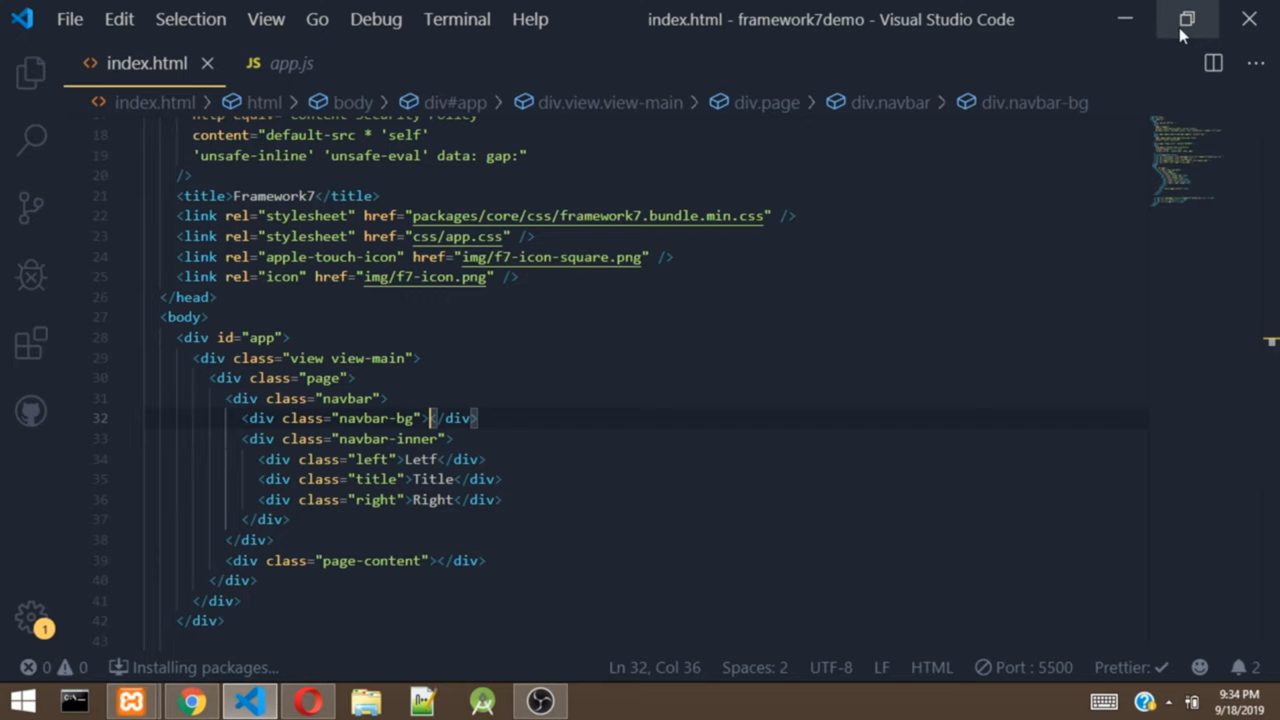 File Edit Selection View Go Debug Terminal Help index.html - framework7demo - Visual Studio Code
index.html JS app.js
index.html > html > body > div#app > div.view.view-main > div.page > div.navbar > div.navbar-bg
18 content="default-src * 'self'
19 'unsafe-inline' 'unsafe-eval' data: gap:"
20 />
21 <title>Framework7</title>
22 <link rel="stylesheet" href="packages/core/css/framework7.bundle.min.css" />
23 <link rel="stylesheet" href="css/app.css" />
24 <link rel="apple-touch-icon" href="img/f7-icon-square.png" />
25 <link rel="icon" href="img/f7-icon.png" />
26 </head>
27 <body>
28 <div id="app">
29 <div class="view view-main">
30 <div class="page">
31 <div class="navbar">
32 <div class="navbar-bg"></div>
33 <div class="navbar-inner">
34 <div class="left">Letf</div>
35 <div class="title">Title</div>
36 <div class="right">Right</div>
37 </div>
38 </div>
39 <div class="page-content"></div>
40 </div>
41 </div>
42 </div>
43
1
0 0 Installing packages... Ln 32, Col 36 Spaces: 2 UTF-8 LF HTML Port : 5500 Prettier: 2
9:34 PM
9/18/2019